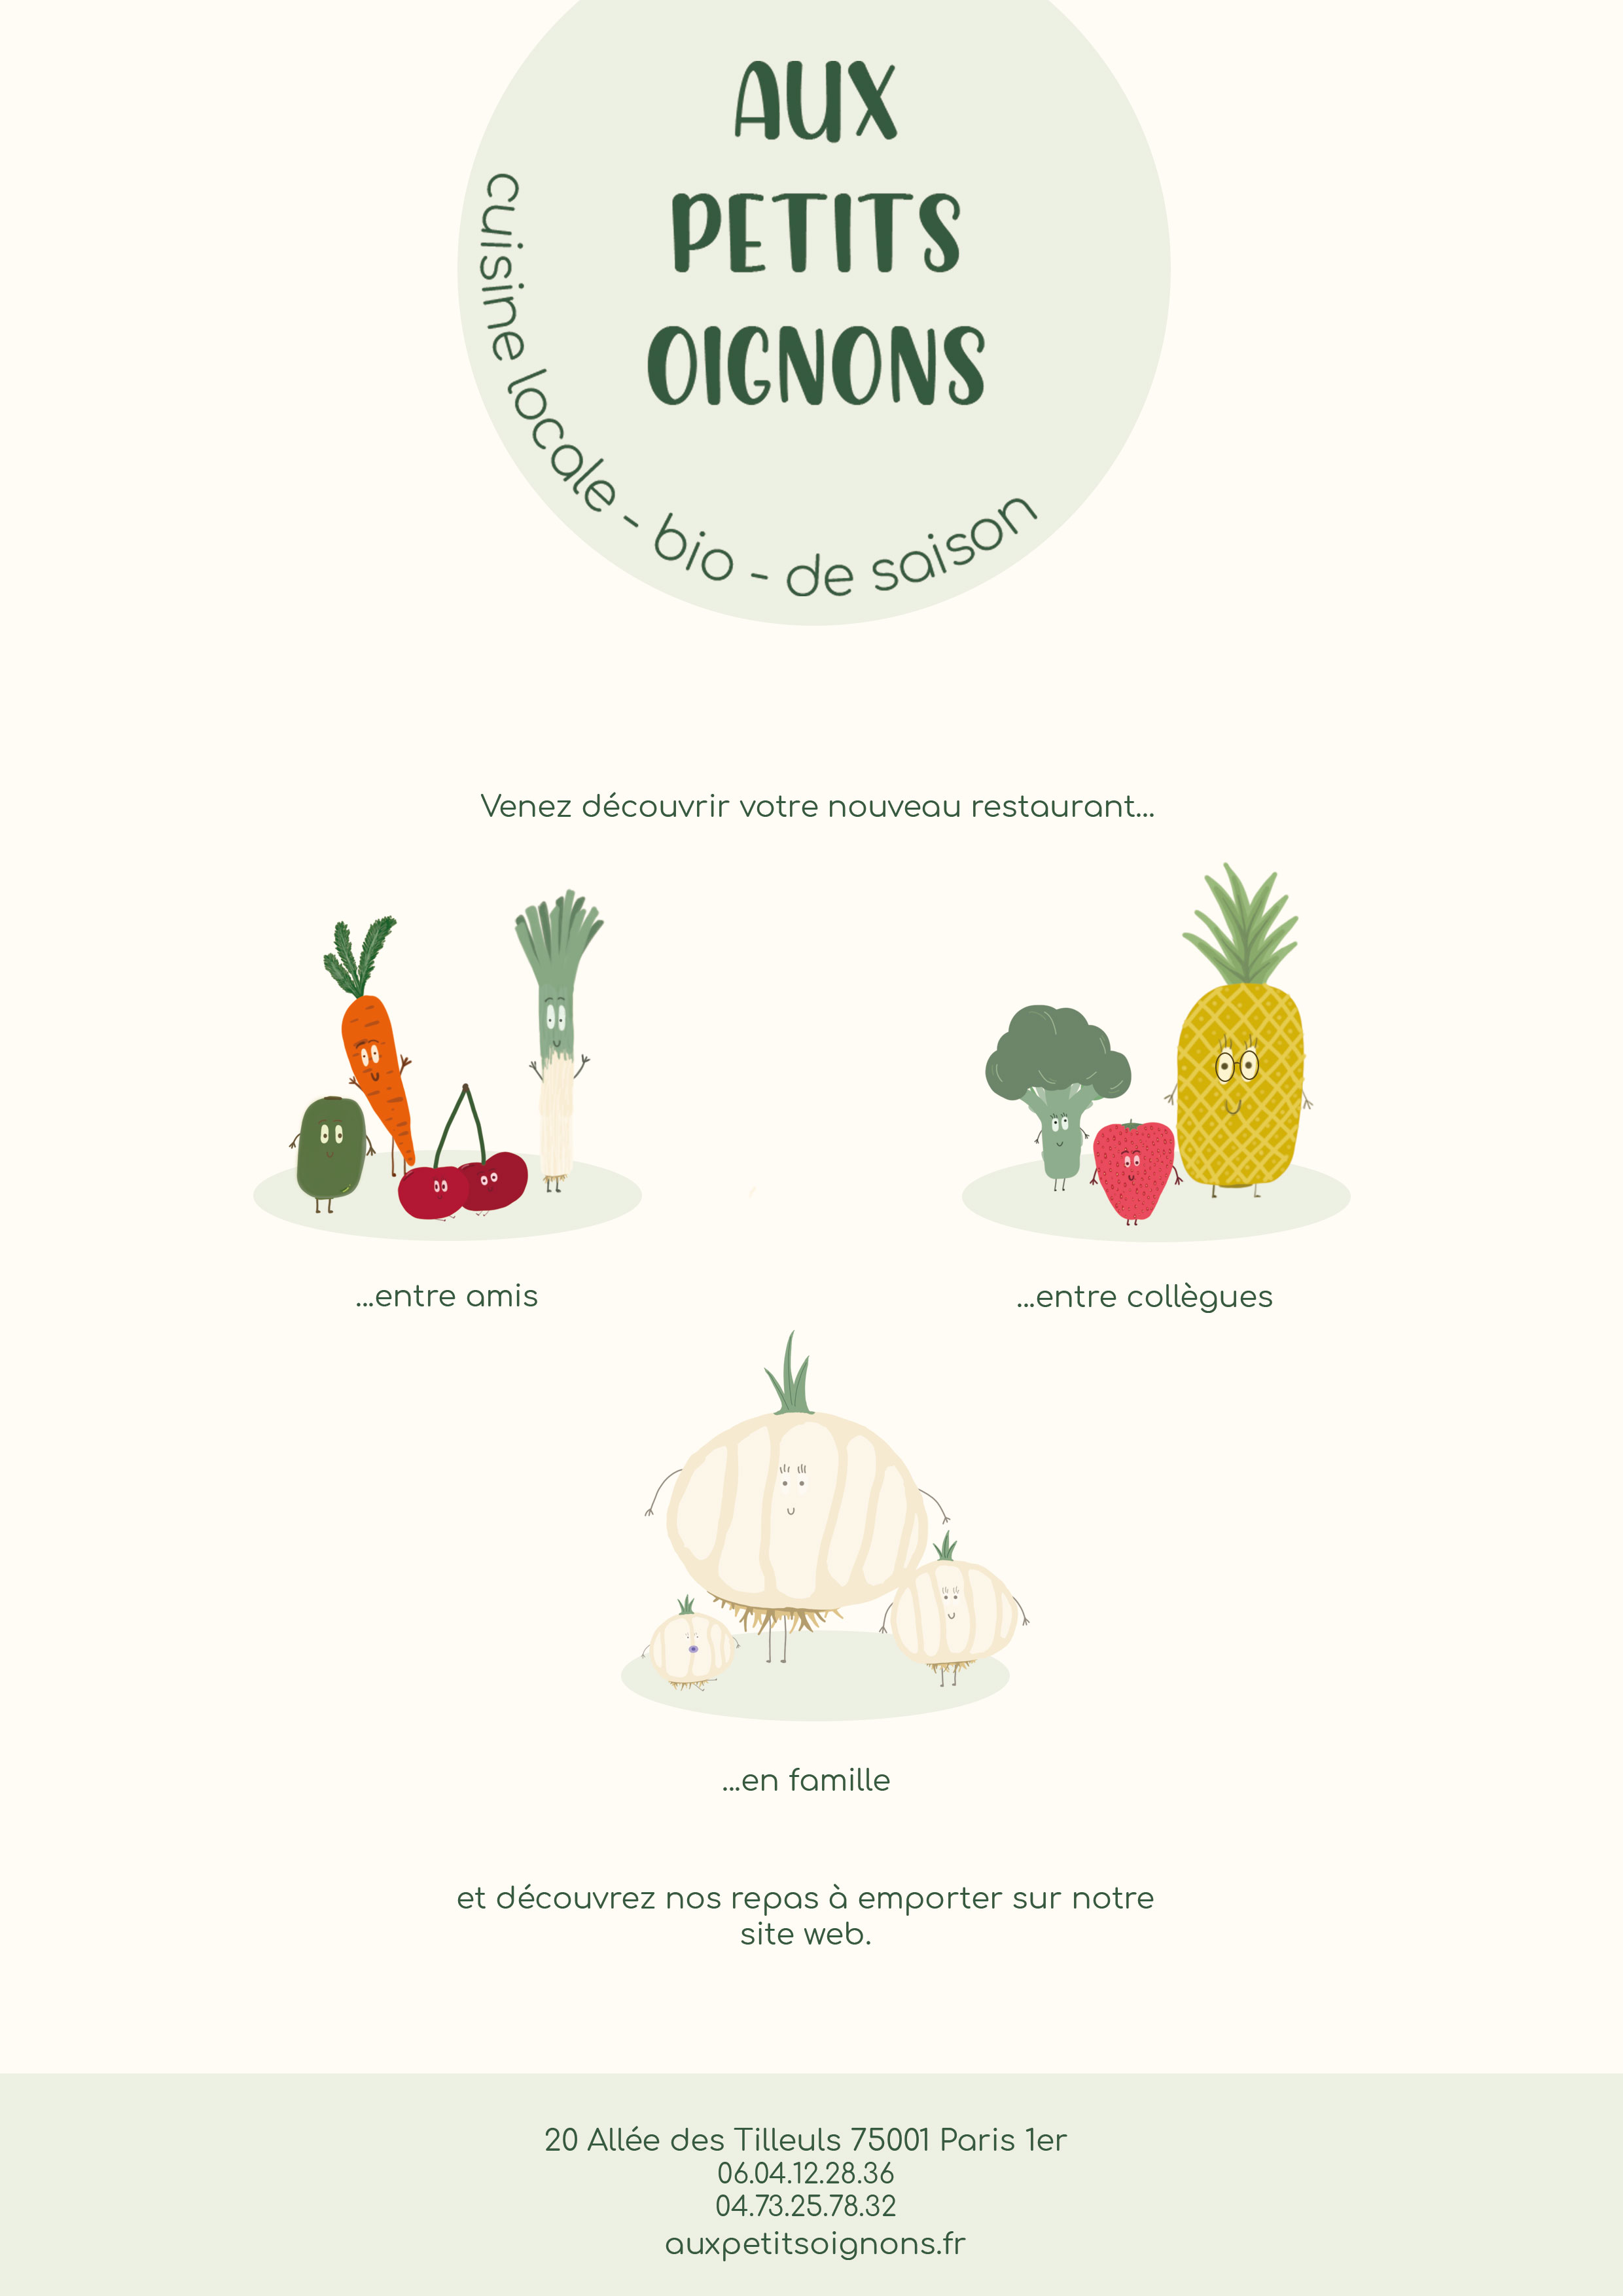 AUX
PETITS
OIGNONS
cuisine locale - bio - de saison
Venez découvrir votre nouveau restaurant...
...entre amis
...entre collègues
...en famille
et découvrez nos repas à emporter sur notre
site web.
20 Allée des Tilleuls 75001 Paris 1er
06.04.12.28.36
04.73.25.78.32
auxpetitsoignons.fr